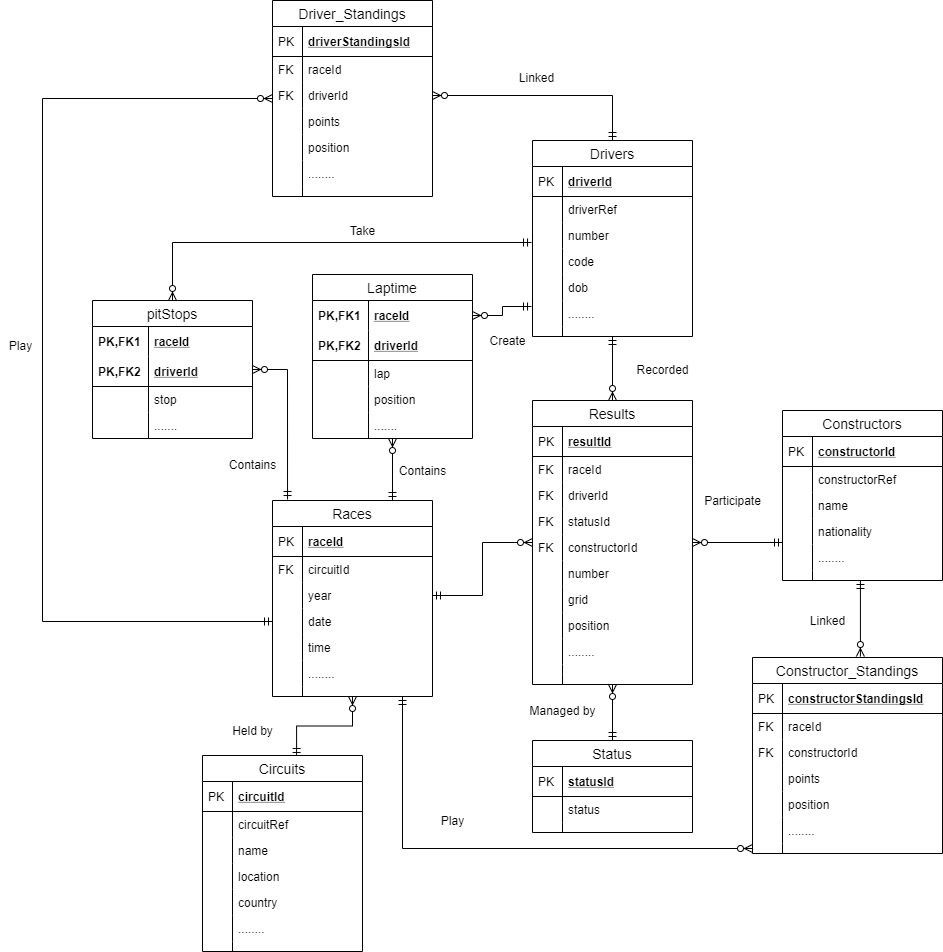 Driver_Standings
PK driverStandingsId
FK raceId
FK driverId
points
position
........
Linked
Drivers
PK driverId
driverRef
number
code
dob
........
Take
pitStops
PK,FK1 raceId
PK,FK2 driverId
stop
.......
Laptime
PK,FK1 raceId
PK,FK2 driverId
lap
position
.......
Play
Create
Recorded
Contains
Contains
Results
PK resultId
FK raceId
FK driverId
FK statusId
FK constructorId
number
grid
position
........
Participate
Constructors
PK constructorId
constructorRef
name
nationality
........
Races
PK raceId
FK circuitId
year
date
time
........
Linked
Constructor_Standings
PK constructorStandingsId
FK raceId
FK constructorId
points
position
........
Held by
Managed by
Status
PK statusId
status
Circuits
PK circuitId
circuitRef
name
location
country
........
Play